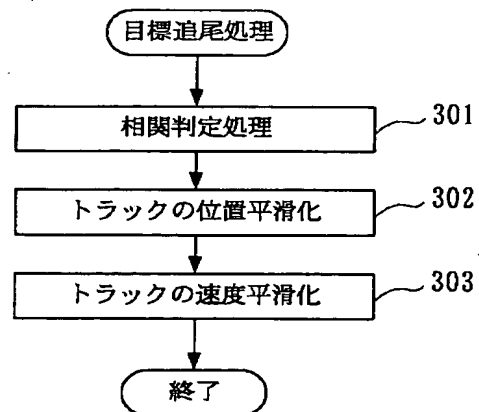 目標追尾処理
相関判定処理
301
トラックの位置平滑化
302
トラックの速度平滑化
303
終了